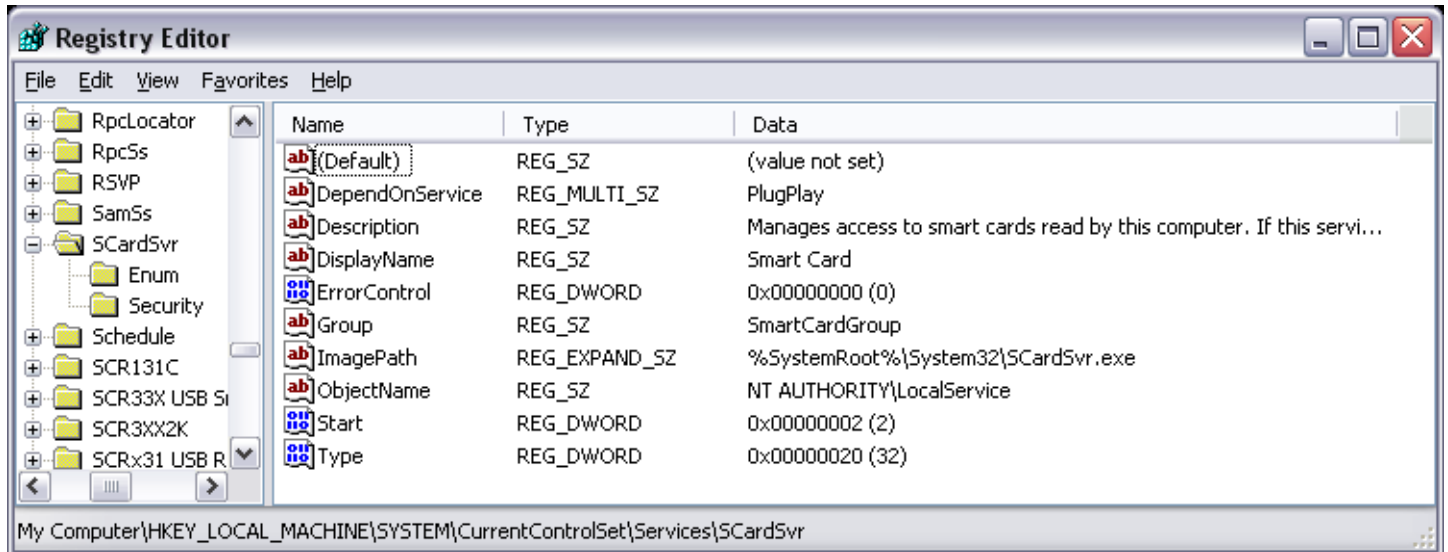 Registry Editor
File Edit View Favorites Help
RpcLocator
RpcSs
RSVP
SamSs
SCardSvr
Enum
Security
Schedule
SCR131C
SCR33X USB
SCR3XX2K
SCRx31 USB R
Name Type Data
(Default) REG_SZ (value not set)
DependOnService REG_MULTI_SZ PlugPlay
Description REG_SZ Manages access to smart cards read by this computer. If this servi...
DisplayName REG_SZ Smart Card
ErrorControl REG_DWORD 0x00000000 (0)
Group REG_SZ SmartCardGroup
ImagePath REG_EXPAND_SZ %SystemRoot%\System32\SCardSvr.exe
ObjectName REG_SZ NT AUTHORITY\LocalService
Start REG_DWORD 0x00000002 (2)
Type REG_DWORD 0x00000020 (32)
My Computer\HKEY_LOCAL_MACHINE\SYSTEM\CurrentControlSet\Services\SCardSvr